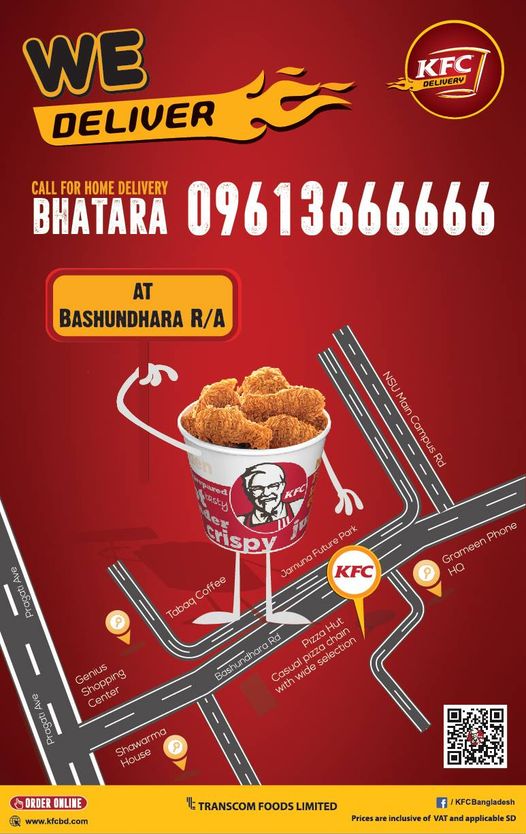 WE
DELIVER
KFC
DELIVERY
CALL FOR HOME DELIVERY
BHATARA 09613666666
AT
BASHUNDHARA R/A
NSU Main Campus Rd
KFC
crispy
Jamuna Future Park
KFC
Grameen Phone
HQ
Tabaq Coffee
Pragati Ave
Bashundhara Rd
Pizza Hut
Casual pizza chain
with wide selection
Genius
Shopping
Center
Pragati Ave
Shawarma
House
ORDER ONLINE
www.kfcbd.com
TRANSCOM FOODS LIMITED
f / KFCBangladesh
Prices are inclusive of VAT and applicable SD